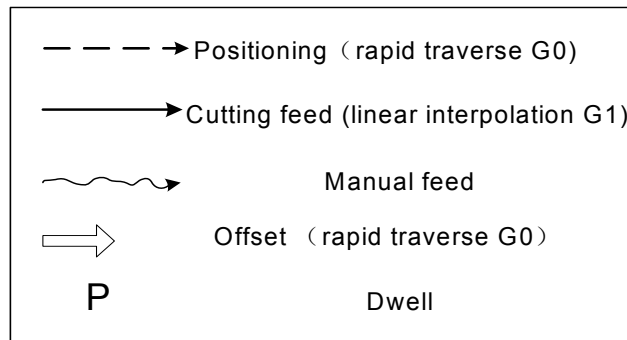 Positioning（rapid traverse G0)
Cutting feed (linear interpolation G1)
Manual feed
Offset （rapid traverse G0）
P Dwell